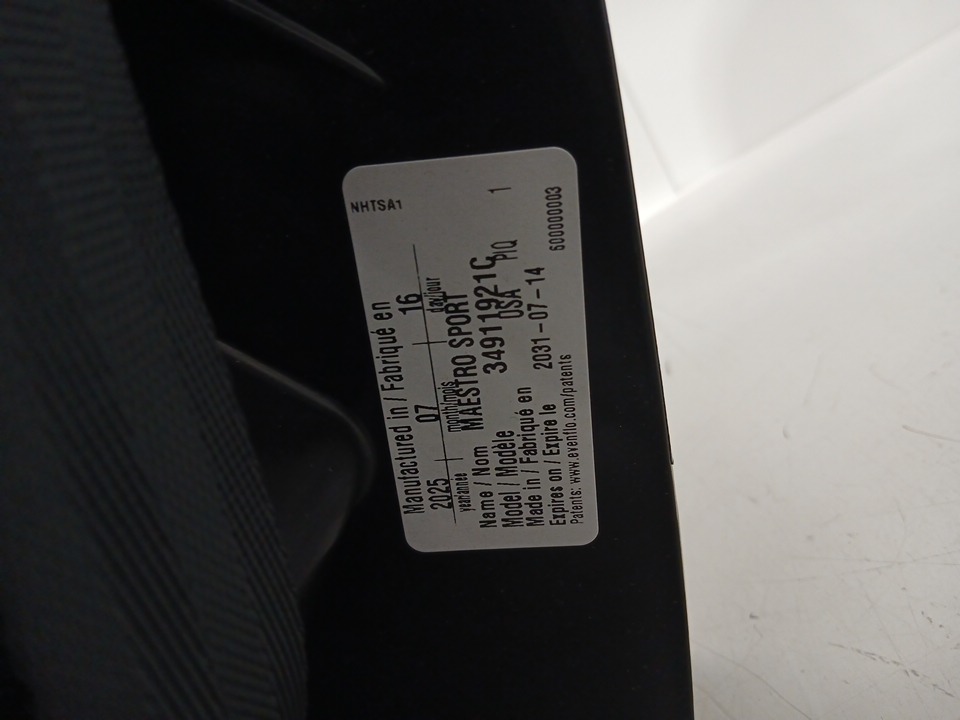 NHTSA1
Manufactured in / Fabriqué en
2025 07 16
year/année month/mois day/jour
Name / Nom MAESTRO SPORT
Model / Modèle 34911921C
Made in / Fabriqué en USA PIQ 1
Expires on / Expire le 2031-07-14
Patents: www.evenflo.com/patents 600000003